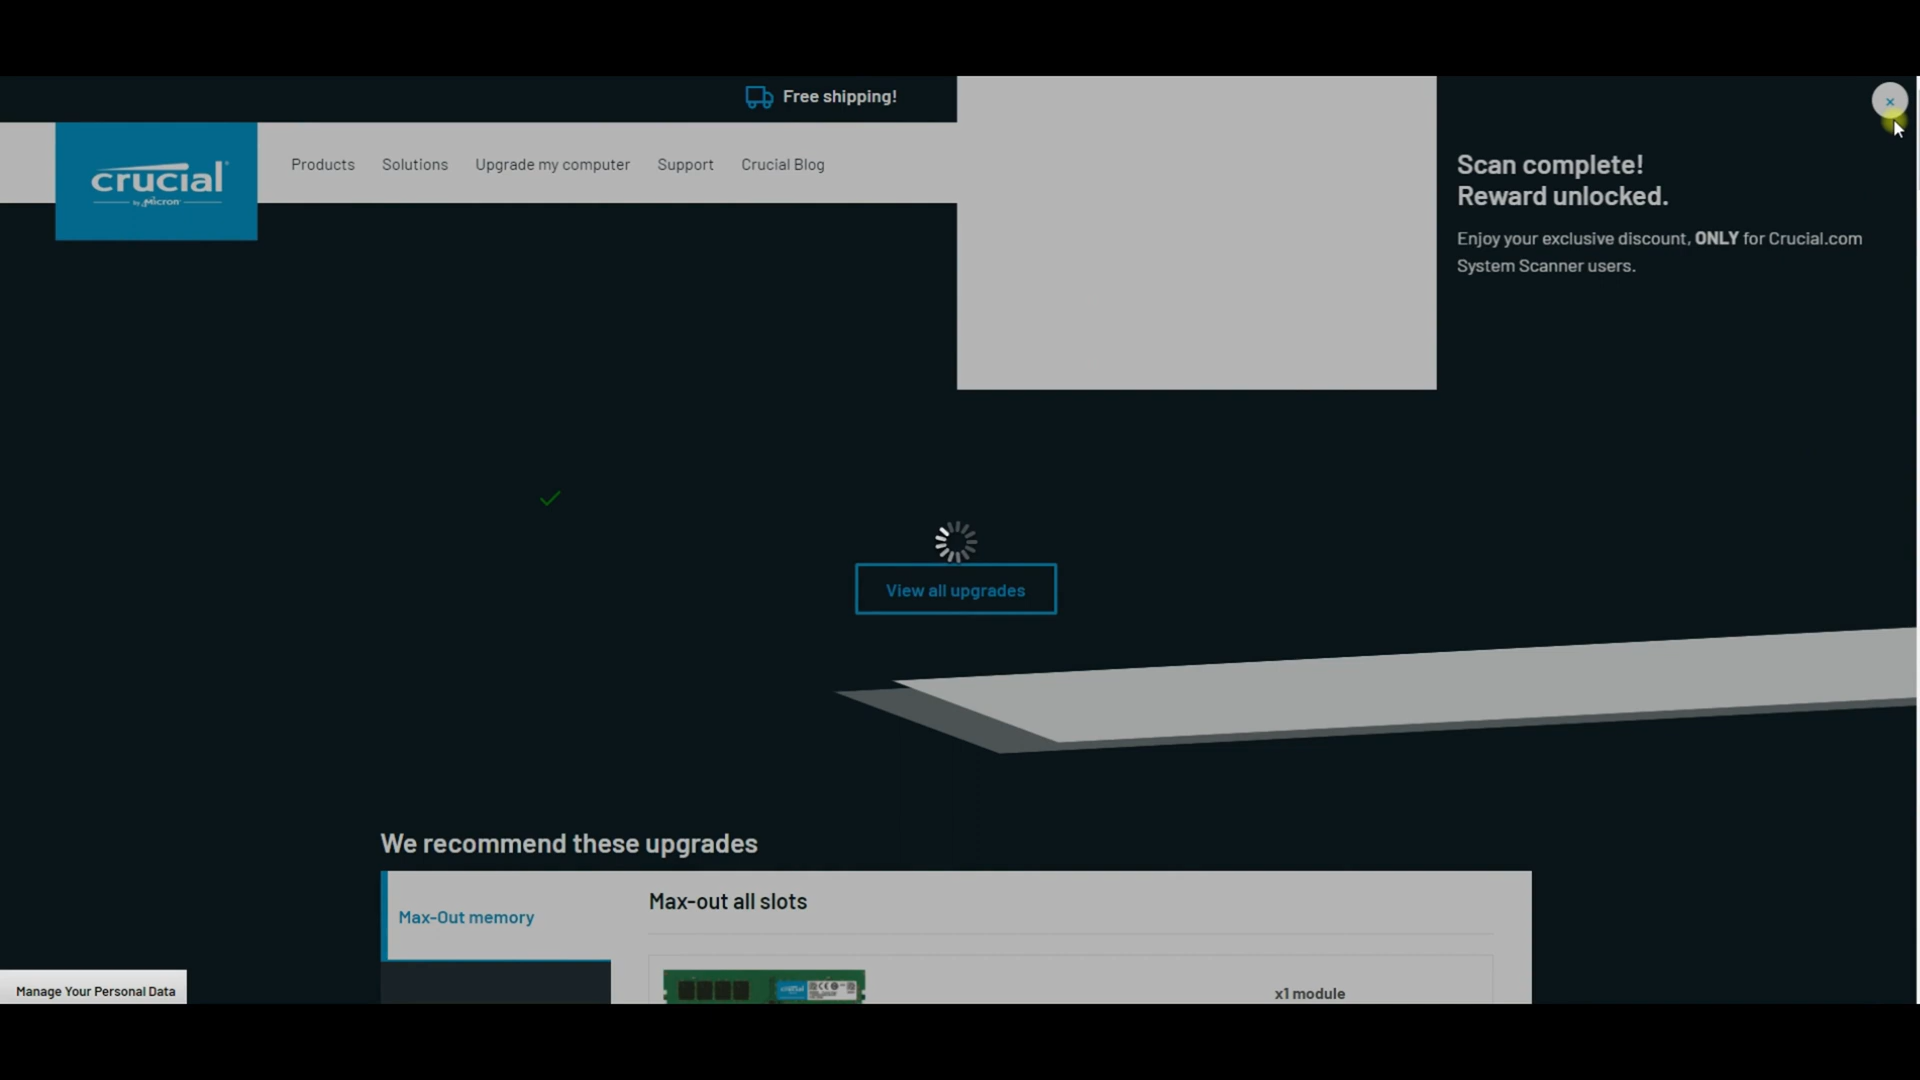 Free shipping!
crucial
by Micron
Products Solutions Upgrade my computer Support Crucial Blog
×
Scan complete!
Reward unlocked.
Enjoy your exclusive discount, ONLY for Crucial.com
System Scanner users.
View all upgrades
We recommend these upgrades
Max-Out memory
Max-out all slots
crucial
x1 module
Manage Your Personal Data